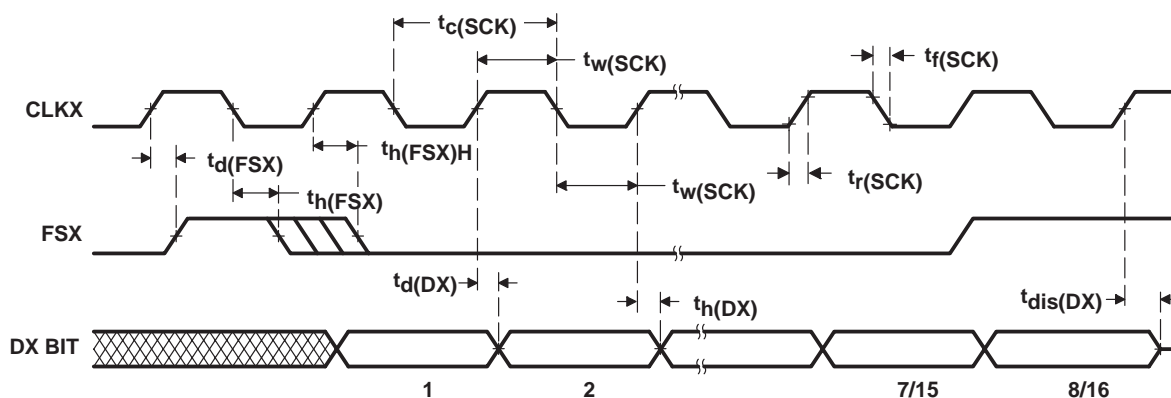 tc(SCK)
tw(SCK)
tf(SCK)
CLKX
td(FSX)
th(FSX)H
th(FSX)
tw(SCK)
tr(SCK)
FSX
td(DX)
th(DX)
tdis(DX)
DX BIT
1 2 7/15 8/16